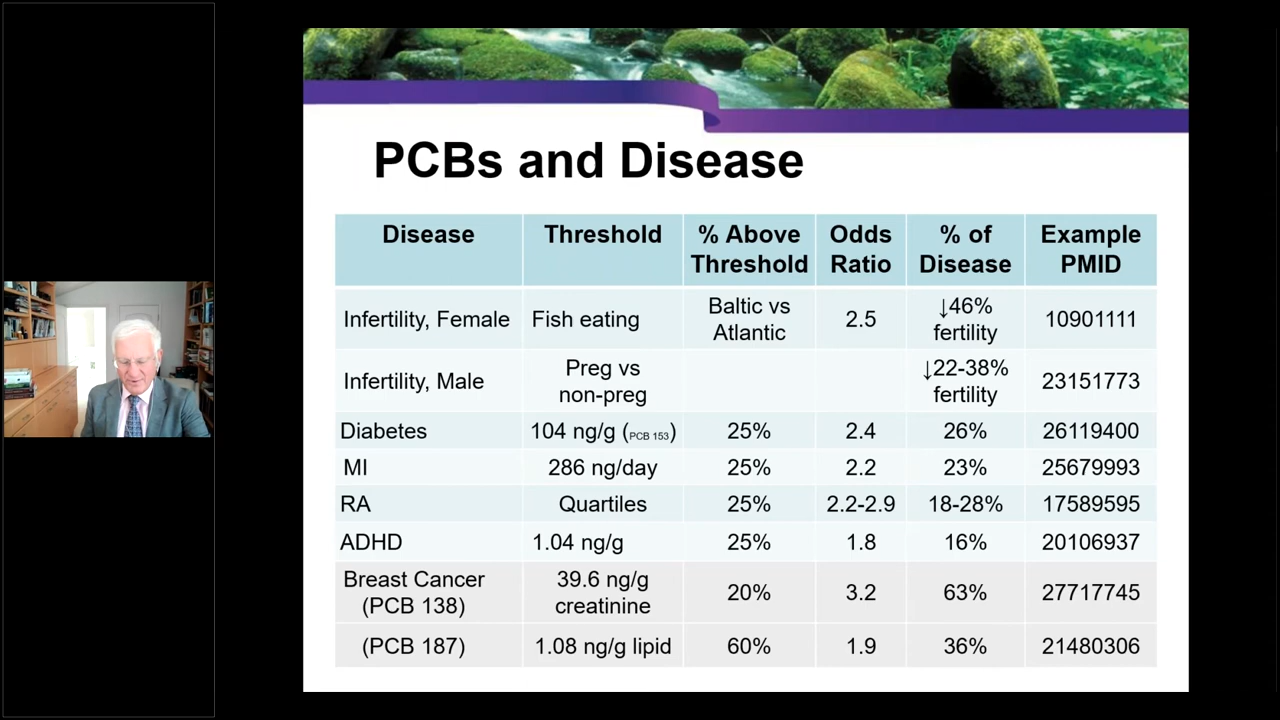 PCBs and Disease
Disease Threshold % Above Threshold Odds Ratio % of Disease Example PMID
Infertility, Female Fish eating Baltic vs Atlantic 2.5 ↓46% fertility 10901111
Infertility, Male Preg vs non-preg ↓22-38% fertility 23151773
Diabetes 104 ng/g (PCB 153) 25% 2.4 26% 26119400
MI 286 ng/day 25% 2.2 23% 25679993
RA Quartiles 25% 2.2-2.9 18-28% 17589595
ADHD 1.04 ng/g 25% 1.8 16% 20106937
Breast Cancer (PCB 138) 39.6 ng/g creatinine 20% 3.2 63% 27717745
(PCB 187) 1.08 ng/g lipid 60% 1.9 36% 21480306